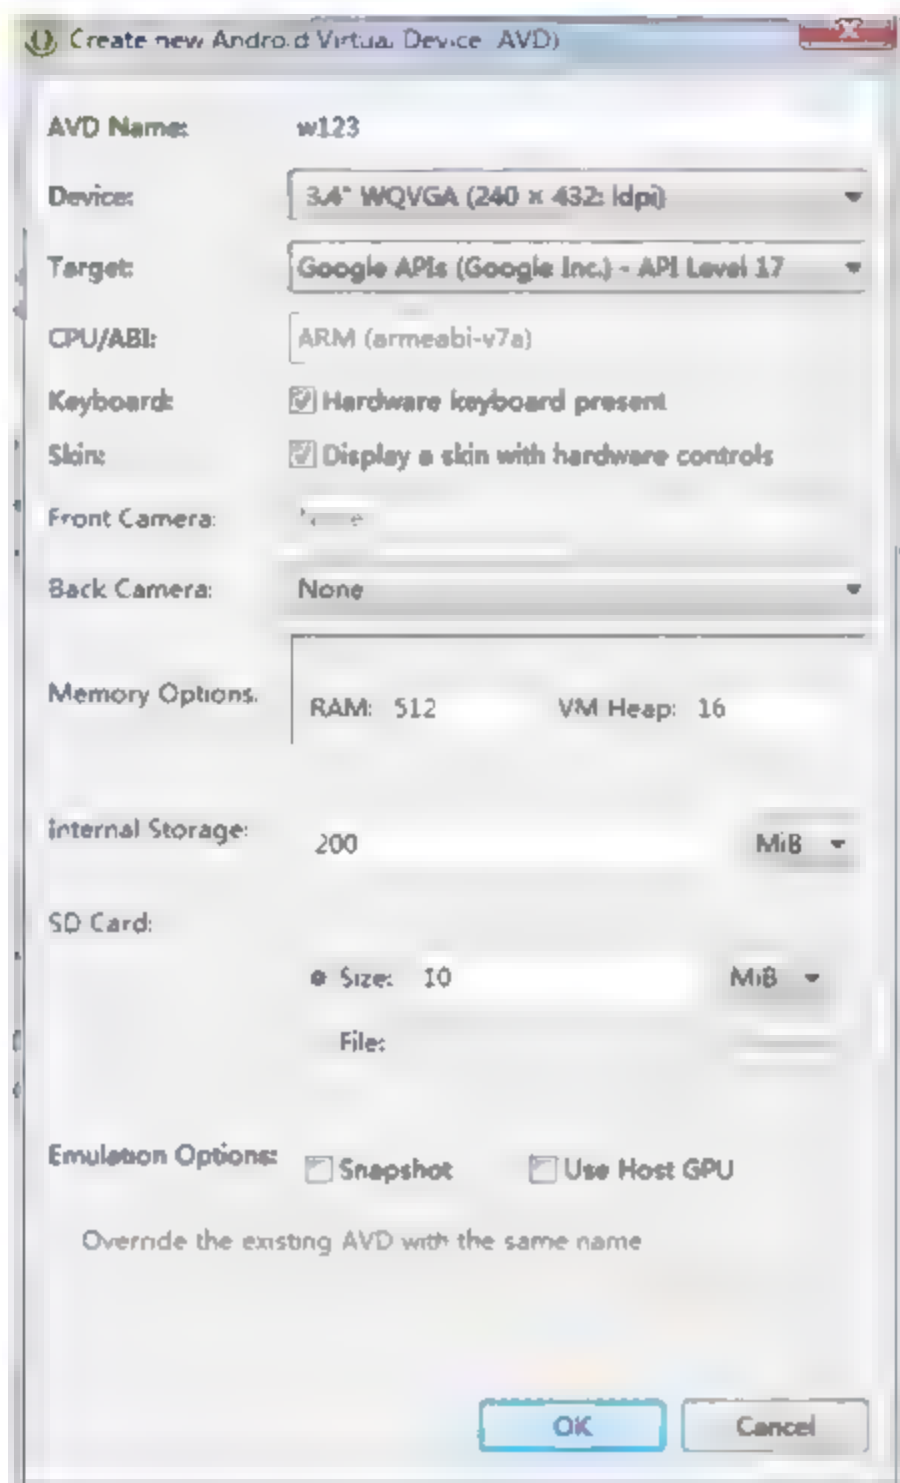 Create new Android Virtual Device (AVD)
AVD Name: w123
Device: 3.4" WQVGA (240 × 432: ldpi)
Target: Google APIs (Google Inc.) - API Level 17
CPU/ABI: ARM (armeabi-v7a)
Keyboard: Hardware keyboard present
Skin: Display a skin with hardware controls
Front Camera: None
Back Camera: None
Memory Options: RAM: 512 VM Heap: 16
Internal Storage: 200 MiB
SD Card:
Size: 10 MiB
File:
Emulation Options: Snapshot Use Host GPU
Override the existing AVD with the same name
OK Cancel